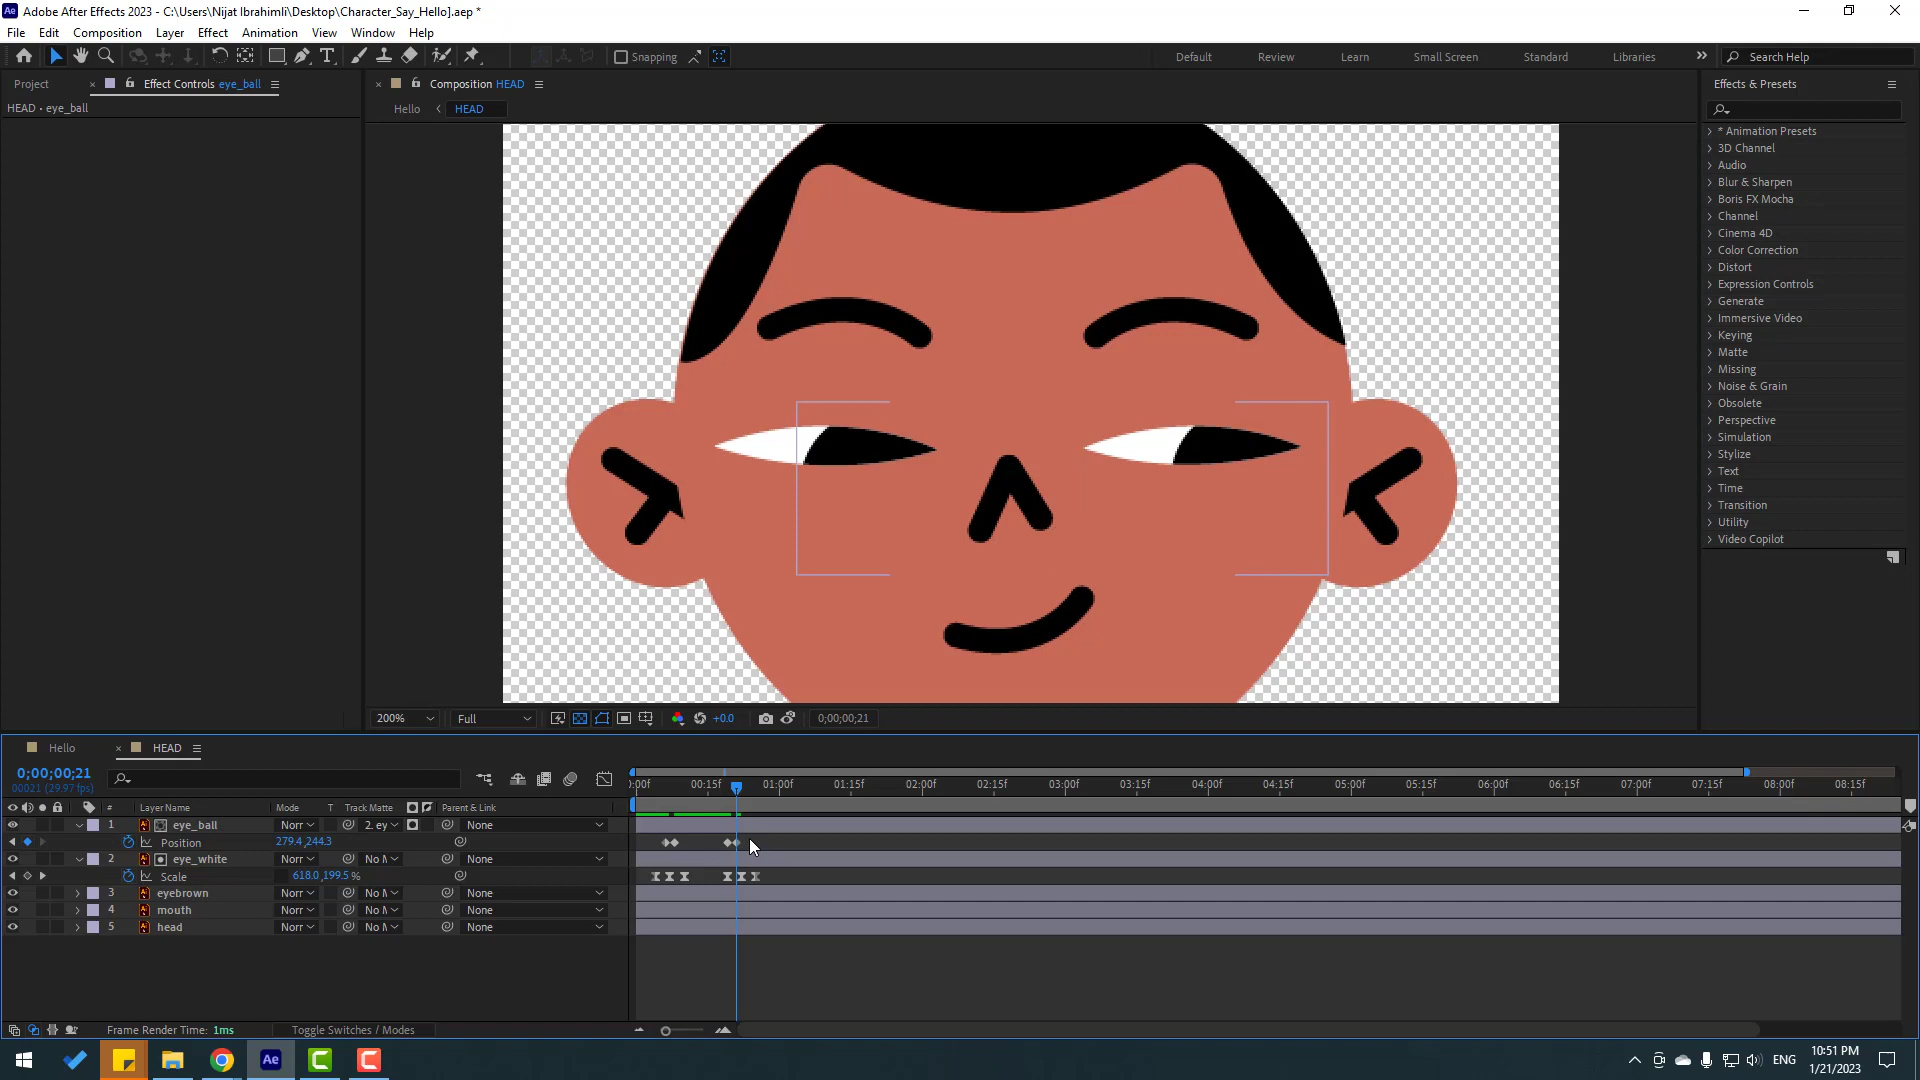 Adobe After Effects 2023 - C:\Users\Nijat Ibrahimli\Desktop\Character_Say_Hello].aep *
File Edit Composition Layer Effect Animation View Window Help
Snapping Default Review Learn Small Screen Standard Libraries Search Help
Project Effect Controls eye_ball Composition HEAD Effects & Presets
HEAD • eye_ball Hello HEAD
* Animation Presets
3D Channel
Audio
Blur & Sharpen
Boris FX Mocha
Channel
Cinema 4D
Color Correction
Distort
Expression Controls
Generate
Immersive Video
Keying
Matte
Missing
Noise & Grain
Obsolete
Perspective
Simulation
Stylize
Text
Time
Transition
Utility
Video Copilot
200% Full +0.0 0;00;00;21
Hello HEAD
0;00;00;21
00021 (29.97 fps)
:00f 00:15f 01:00f 01:15f 02:00f 02:15f 03:00f 03:15f 04:00f 04:15f 05:00f 05:15f 06:00f 06:15f 07:00f 07:15f 08:00f 08:15f
# Layer Name Mode T Track Matte Parent & Link
1 eye_ball Norr 2. ey None
Position 279.4,244.3
2 eye_white Norr No M None
Scale 618.0,199.5 %
3 eyebrown Norr No M None
4 mouth Norr No M None
5 head Norr No M None
Frame Render Time: 1ms Toggle Switches / Modes
Ae ENG 10:51 PM
1/21/2023